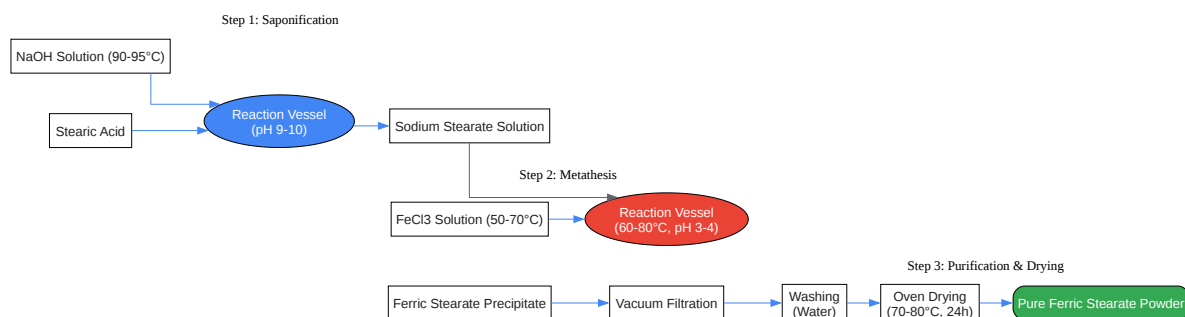 Step 1: Saponification
NaOH Solution (90-95°C)
Stearic Acid
Reaction Vessel
(pH 9-10)
Sodium Stearate Solution
Step 2: Metathesis
FeCl3 Solution (50-70°C)
Reaction Vessel
(60-80°C, pH 3-4)
Step 3: Purification & Drying
Ferric Stearate Precipitate
Vacuum Filtration
Washing
(Water)
Oven Drying
(70-80°C, 24h)
Pure Ferric Stearate Powder